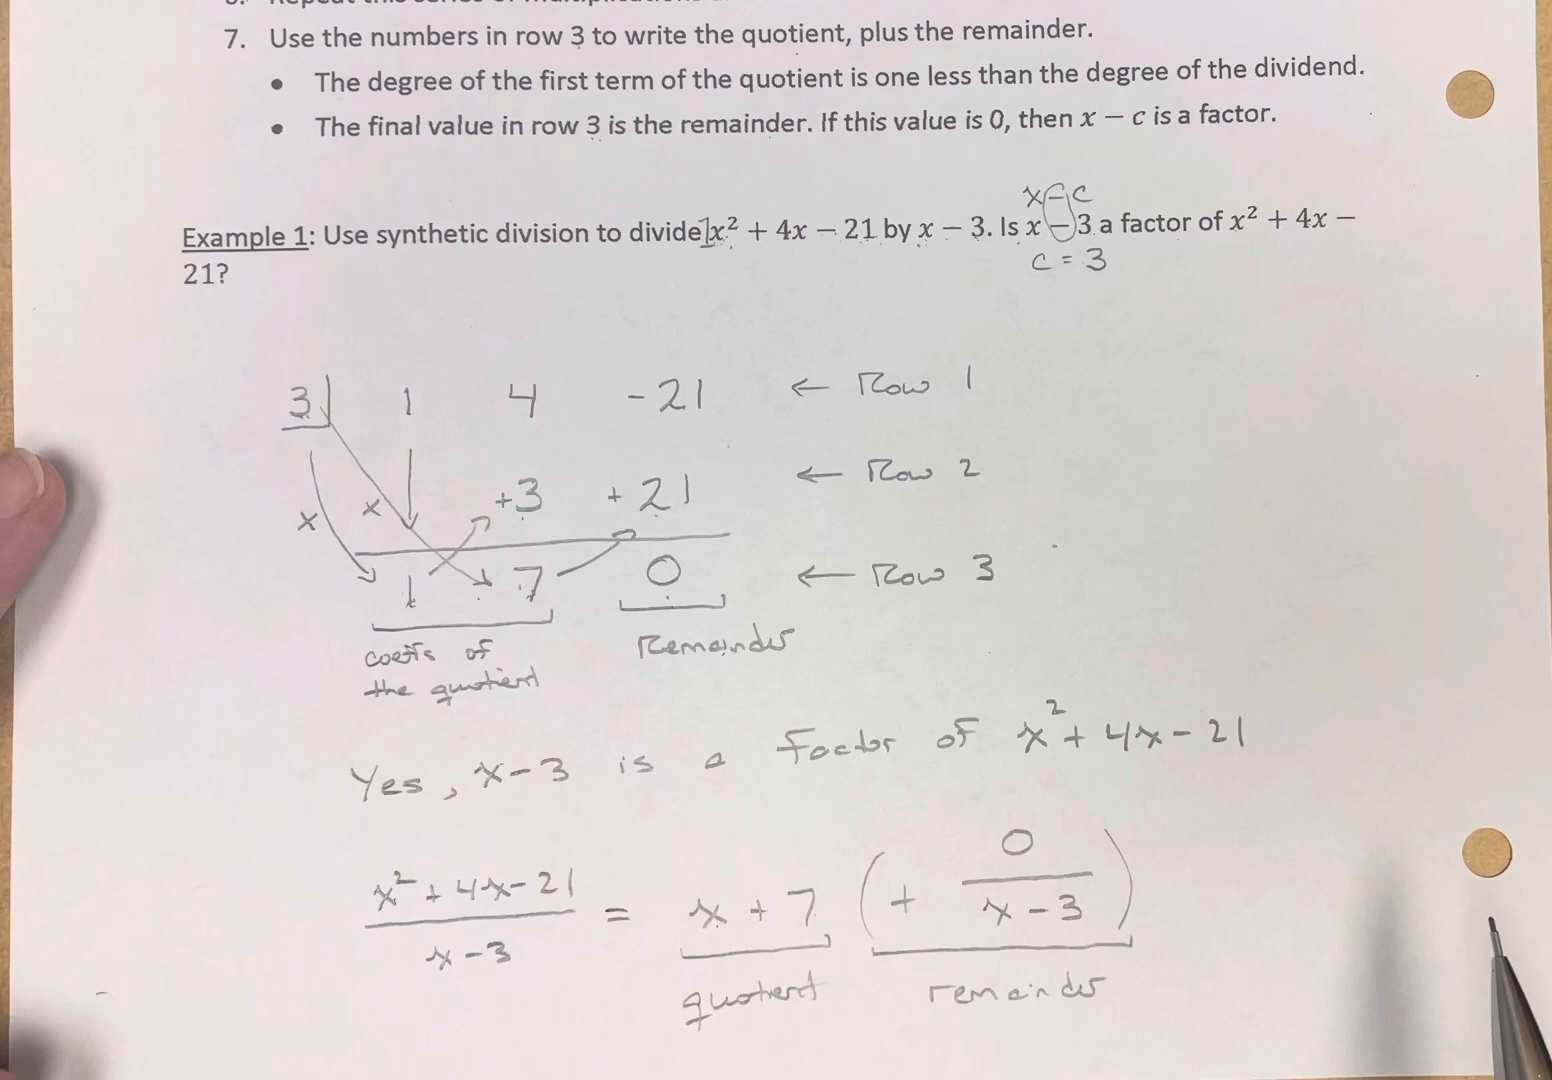 7. Use the numbers in row 3 to write the quotient, plus the remainder.
• The degree of the first term of the quotient is one less than the degree of the dividend.
• The final value in row 3 is the remainder. If this value is 0, then x − c is a factor.
x − c
Example 1: Use synthetic division to divide 1x² + 4x − 21 by x − 3. Is x − 3 a factor of x² + 4x −
21?
c = 3
3 1 4 -21 ← Row 1
x x +3 +21 ← Row 2
1 7 0 ← Row 3
coeffs of
the quotient
Remainder
Yes, x-3 is a factor of x² + 4x - 21
x² + 4x - 21 / x - 3 = x + 7 (+ 0 / x - 3)
quotient remainder